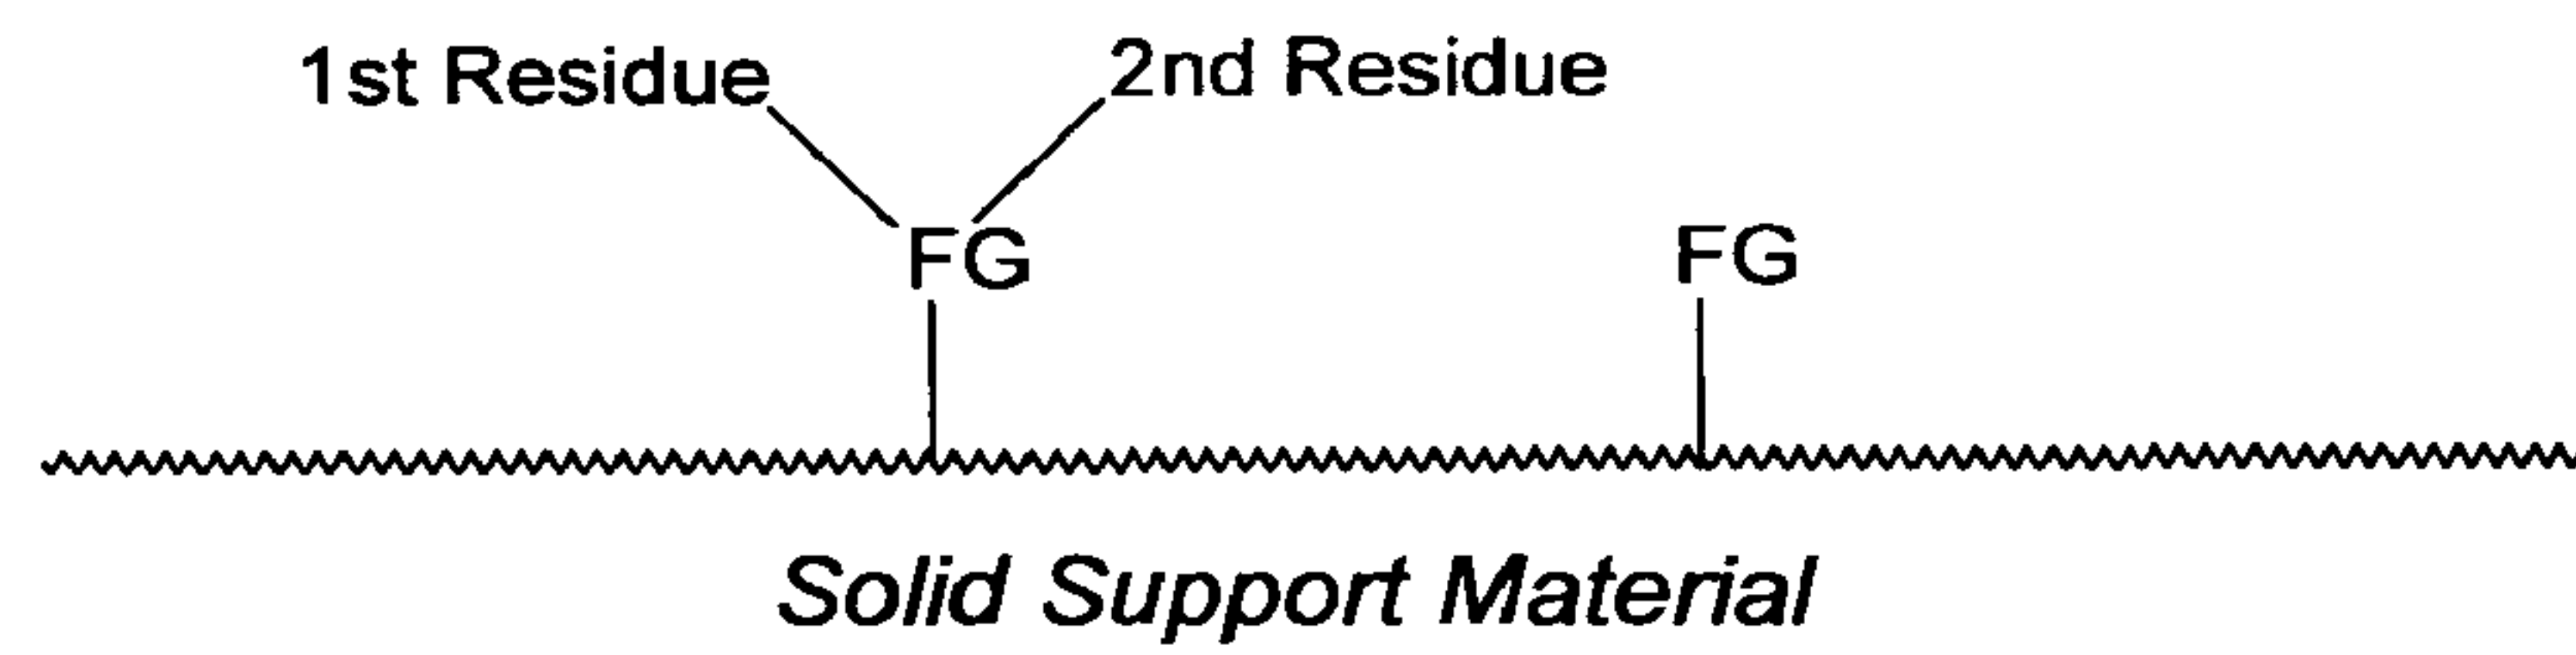 1st Residue 2nd Residue
FG FG
Solid Support Material